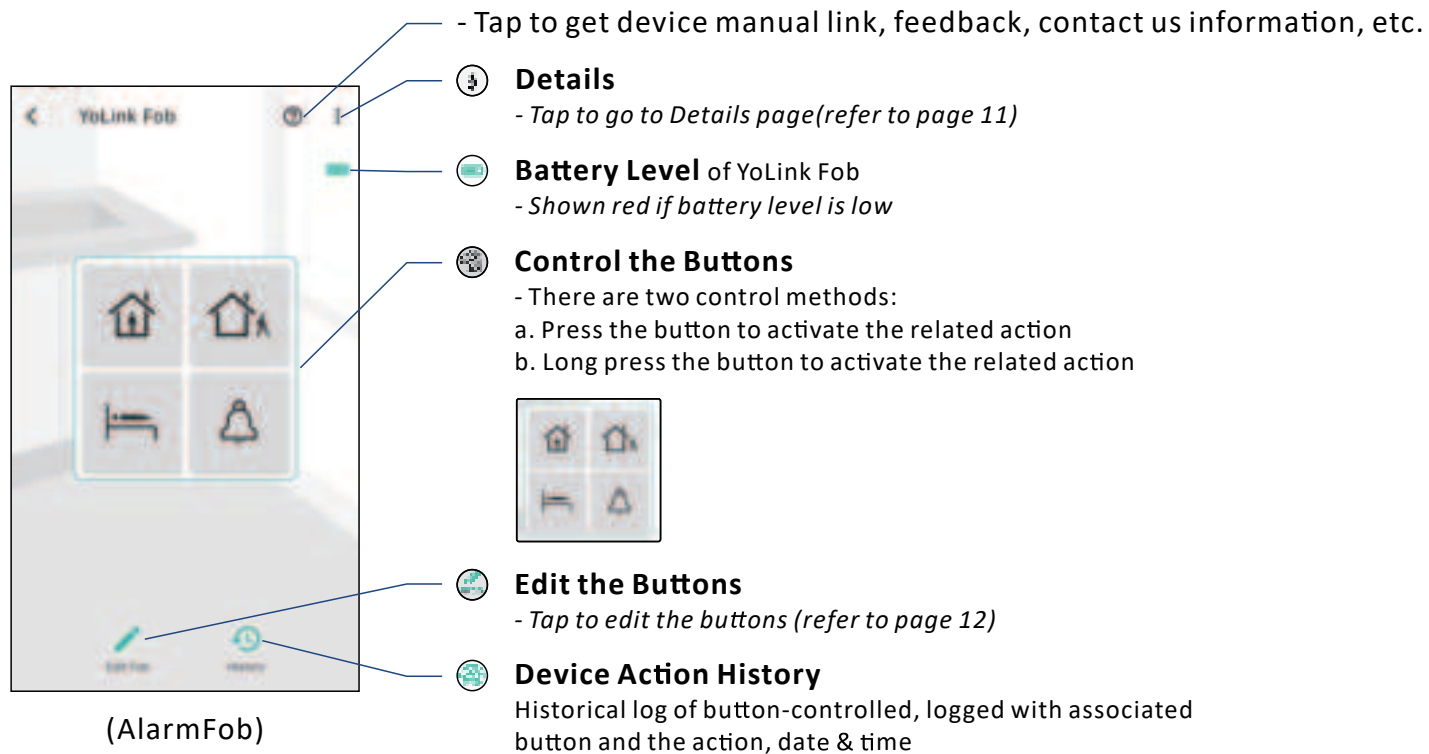 - Tap to get device manual link, feedback, contact us information, etc.
Details
- Tap to go to Details page(refer to page 11)
YoLink Fob
Battery Level of YoLink Fob
- Shown red if battery level is low
Control the Buttons
- There are two control methods:
a. Press the button to activate the related action
b. Long press the button to activate the related action
Edit the Buttons
- Tap to edit the buttons (refer to page 12)
Edit Fob
History
Device Action History
Historical log of button-controlled, logged with associated
button and the action, date & time
(AlarmFob)